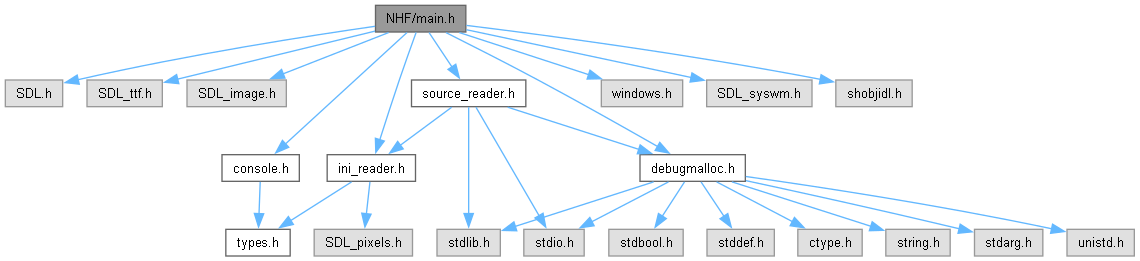 NHF/main.h
SDL.h
SDL_ttf.h
SDL_image.h
source_reader.h
windows.h
SDL_syswm.h
shobjidl.h
console.h
ini_reader.h
debugmalloc.h
types.h
SDL_pixels.h
stdlib.h
stdio.h
stdbool.h
stddef.h
ctype.h
string.h
stdarg.h
unistd.h